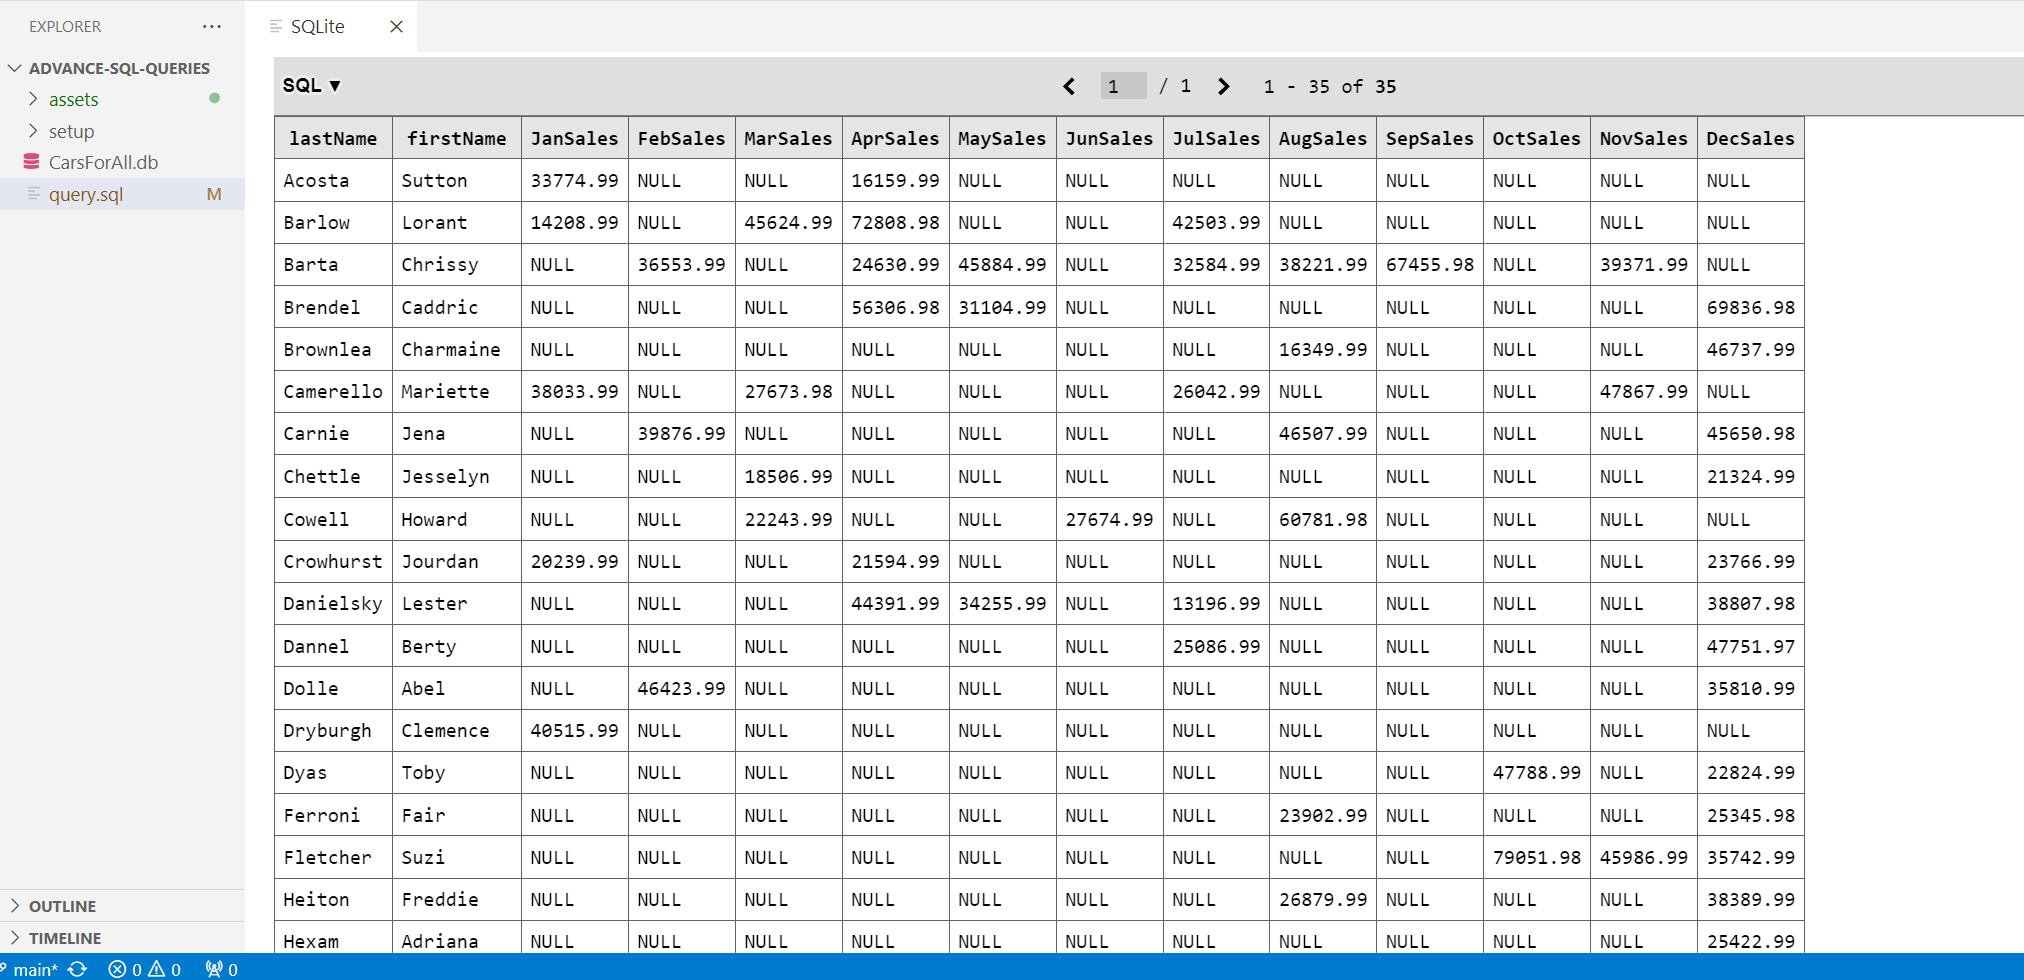 EXPLORER ...
ADVANCE-SQL-QUERIES
assets
setup
CarsForAll.db
query.sql M
OUTLINE
TIMELINE
SQLite
SQL ▼ 1 / 1 1 - 35 of 35
lastName firstName JanSales FebSales MarSales AprSales MaySales JunSales JulSales AugSales SepSales OctSales NovSales DecSales
Acosta Sutton 33774.99 NULL NULL 16159.99 NULL NULL NULL NULL NULL NULL NULL NULL
Barlow Lorant 14208.99 NULL 45624.99 72808.98 NULL NULL 42503.99 NULL NULL NULL NULL NULL
Barta Chrissy NULL 36553.99 NULL 24630.99 45884.99 NULL 32584.99 38221.99 67455.98 NULL 39371.99 NULL
Brendel Caddric NULL NULL NULL 56306.98 31104.99 NULL NULL NULL NULL NULL NULL 69836.98
Brownlea Charmaine NULL NULL NULL NULL NULL NULL NULL 16349.99 NULL NULL NULL 46737.99
Camerello Mariette 38033.99 NULL 27673.98 NULL NULL NULL 26042.99 NULL NULL NULL 47867.99 NULL
Carnie Jena NULL 39876.99 NULL NULL NULL NULL NULL 46507.99 NULL NULL NULL 45650.98
Chettle Jesselyn NULL NULL 18506.99 NULL NULL NULL NULL NULL NULL NULL NULL 21324.99
Cowell Howard NULL NULL 22243.99 NULL NULL 27674.99 NULL 60781.98 NULL NULL NULL NULL
Crowhurst Jourdan 20239.99 NULL NULL 21594.99 NULL NULL NULL NULL NULL NULL NULL 23766.99
Danielsky Lester NULL NULL NULL 44391.99 34255.99 NULL 13196.99 NULL NULL NULL NULL 38807.98
Dannel Berty NULL NULL NULL NULL NULL NULL 25086.99 NULL NULL NULL NULL 47751.97
Dolle Abel NULL 46423.99 NULL NULL NULL NULL NULL NULL NULL NULL NULL 35810.99
Dryburgh Clemence 40515.99 NULL NULL NULL NULL NULL NULL NULL NULL NULL NULL NULL
Dyas Toby NULL NULL NULL NULL NULL NULL NULL NULL NULL 47788.99 NULL 22824.99
Ferroni Fair NULL NULL NULL NULL NULL NULL NULL 23902.99 NULL NULL NULL 25345.98
Fletcher Suzi NULL NULL NULL NULL NULL NULL NULL NULL NULL 79051.98 45986.99 35742.99
Heiton Freddie NULL NULL NULL NULL NULL NULL NULL 26879.99 NULL NULL NULL 38389.99
Hexam Adriana NULL NULL NULL NULL NULL NULL NULL NULL NULL NULL NULL 25422.99
main* 0 0 0